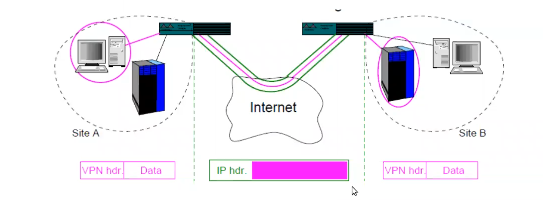 Internet
Site A
Site B
VPN hdr. Data
IP hdr.
VPN hdr. Data